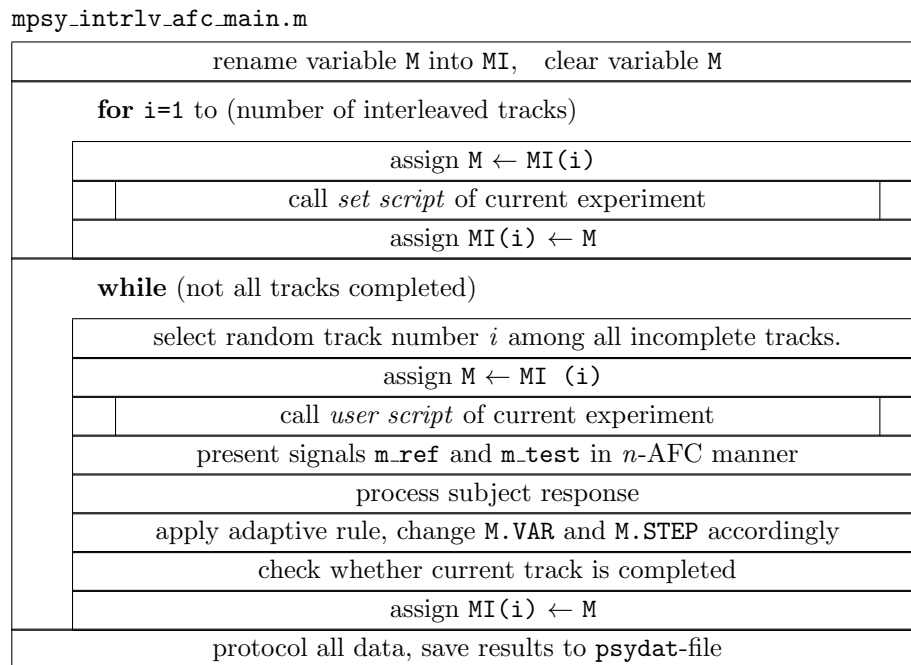 mpsy_intrlv_afc_main.m
rename variable M into MI, clear variable M
for i=1 to (number of interleaved tracks)
assign M ← MI(i)
call set script of current experiment
assign MI(i) ← M
while (not all tracks completed)
select random track number i among all incomplete tracks.
assign M ← MI (i)
call user script of current experiment
present signals m_ref and m_test in n-AFC manner
process subject response
apply adaptive rule, change M.VAR and M.STEP accordingly
check whether current track is completed
assign MI(i) ← M
protocol all data, save results to psydat-file